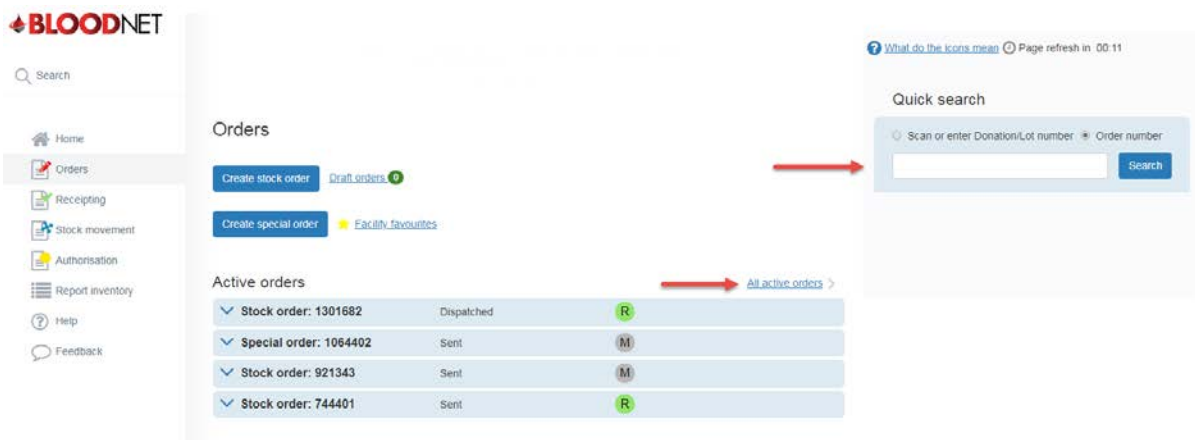 BLOODNET
Search
Home
Orders
Receipting
Stock movement
Authorisation
Report inventory
? Help
Feedback
Orders
Create stock order Draft orders 0
Create special order Facility favourites
Active orders All active orders
Stock order: 1301682 Dispatched R
Special order: 1064402 Sent M
Stock order: 921343 Sent M
Stock order: 744401 Sent R
? What do the icons mean Page refresh in 00:11
Quick search
Scan or enter Donation/Lot number Order number
Search